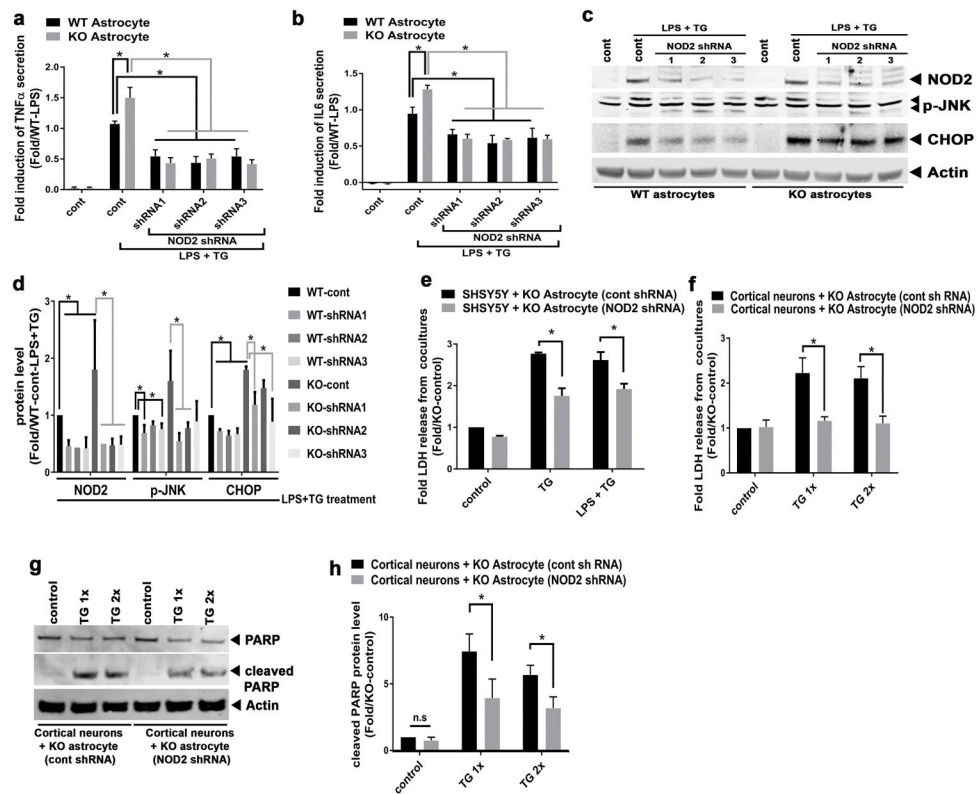 a
WT Astrocyte
KO Astrocyte
Fold induction of TNFα secretion
(Fold/WT-LPS)
2.0
1.5
1.0
0.5
0.0
*
*
*
cont
cont
shRNA1
shRNA2
shRNA3
NOD2 shRNA
LPS + TG
b
WT Astrocyte
KO Astrocyte
Fold induction of IL6 secretion
(Fold/WT-LPS)
2.0
1.5
1.0
0.5
0.0
*
*
*
cont
cont
shRNA1
shRNA2
shRNA3
NOD2 shRNA
LPS + TG
c
LPS + TG
LPS + TG
cont
cont
NOD2 shRNA
1 2 3
cont
cont
NOD2 shRNA
1 2 3
NOD2
p-JNK
CHOP
Actin
WT astrocytes
KO astrocytes
d
protein level
(Fold/WT-cont-LPS+TG)
3
2
1
0
*
*
*
*
*
*
*
*
NOD2
p-JNK
CHOP
LPS+TG treatment
WT-cont
WT-shRNA1
WT-shRNA2
WT-shRNA3
KO-cont
KO-shRNA1
KO-shRNA2
KO-shRNA3
e
SHSY5Y + KO Astrocyte (cont shRNA)
SHSY5Y + KO Astrocyte (NOD2 shRNA)
Fold LDH release from cocultures
(Fold/KO-control)
3
2
1
0
*
*
control
TG
LPS + TG
f
Cortical neurons + KO Astrocyte (cont sh RNA)
Cortical neurons + KO Astrocyte (NOD2 shRNA)
Fold LDH release from cocultures
(Fold/KO-control)
3
2
1
0
*
*
control
TG 1x
TG 2x
g
control
TG 1x
TG 2x
control
TG 1x
TG 2x
PARP
cleaved
PARP
Actin
Cortical neurons
+ KO astrocyte
(cont shRNA)
Cortical neurons
+ KO astrocyte
(NOD2 shRNA)
h
Cortical neurons + KO Astrocyte (cont sh RNA)
Cortical neurons + KO Astrocyte (NOD2 shRNA)
cleaved PARP protein level
(Fold/KO-control)
10
5
0
n.s
*
*
control
TG 1x
TG 2x